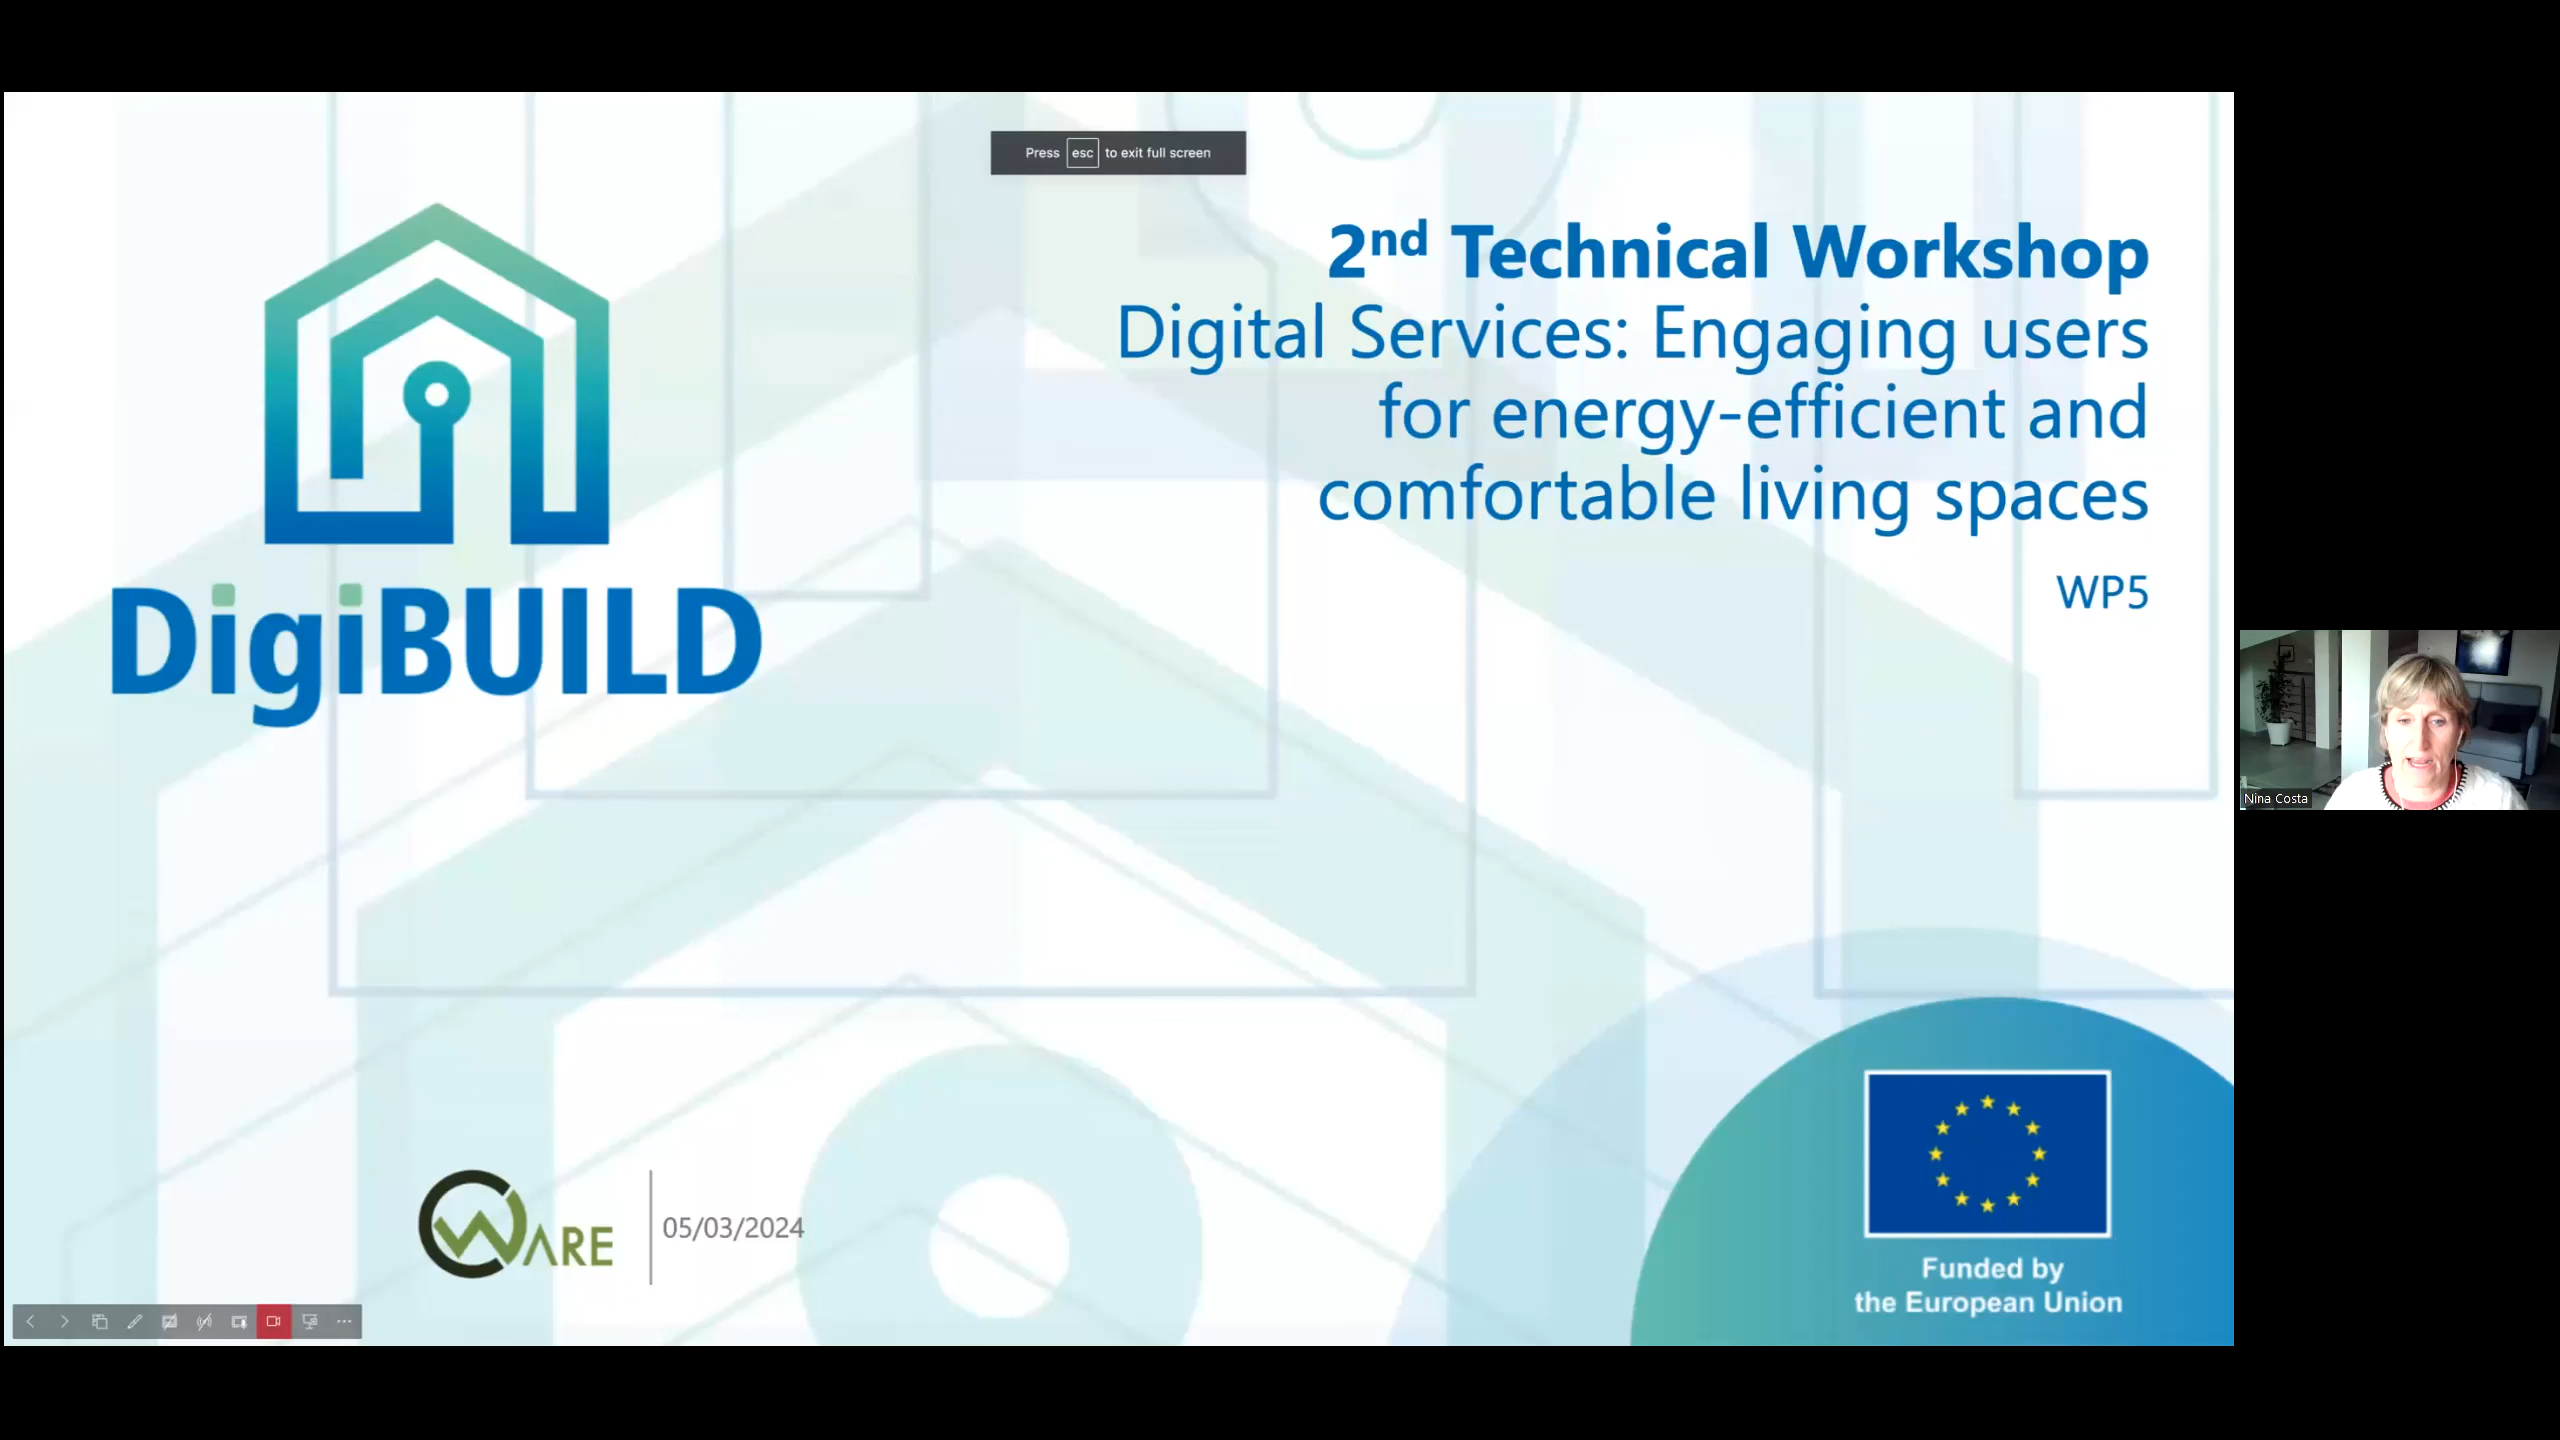 Press esc to exit full screen
2nd Technical Workshop
Digital Services: Engaging users
for energy-efficient and
comfortable living spaces
WP5
DigiBUILD
Nina Costa
CWARE
05/03/2024
Funded by
the European Union